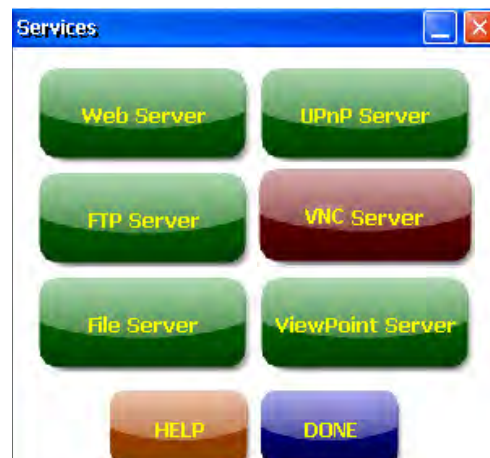 Services
Web Server
UPnP Server
FTP Server
VNC Server
File Server
ViewPoint Server
HELP
DONE